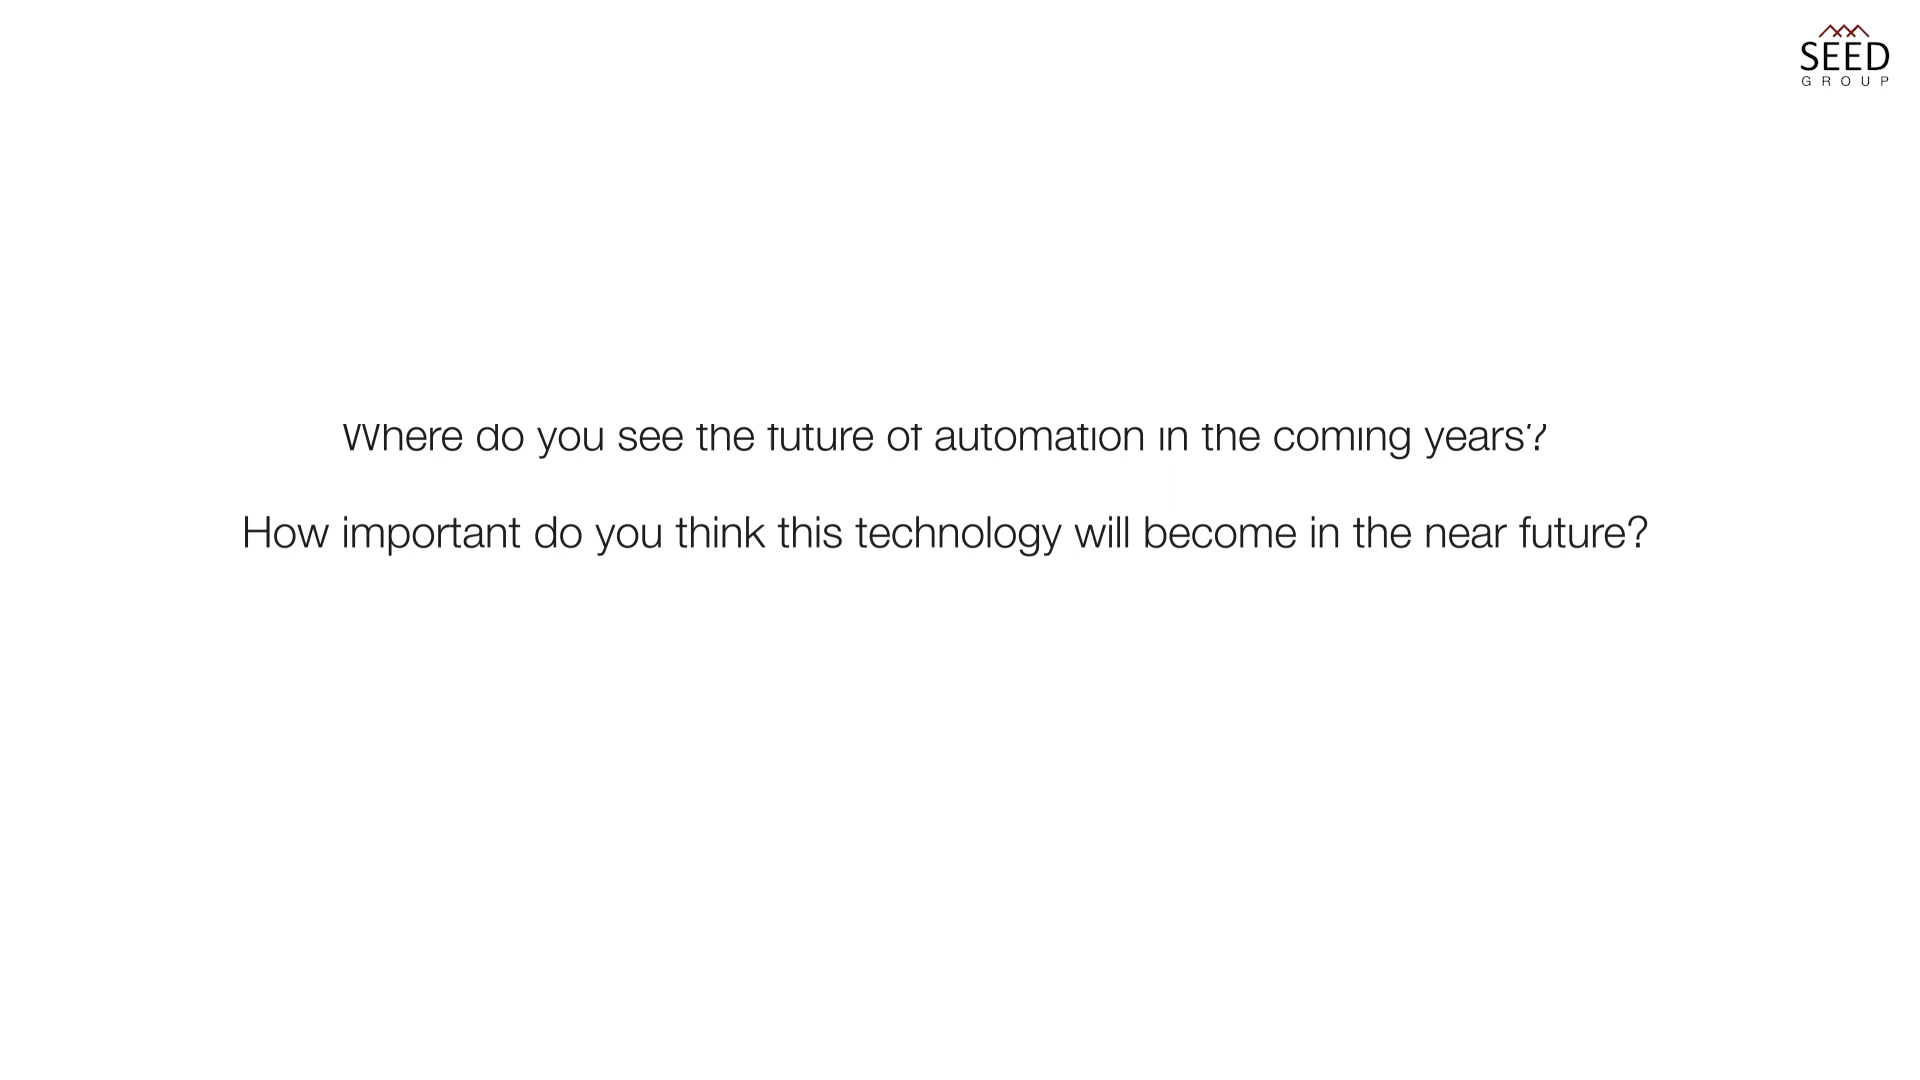 SEED
GROUP
Where do you see the future of automation in the coming years?
How important do you think this technology will become in the near future?